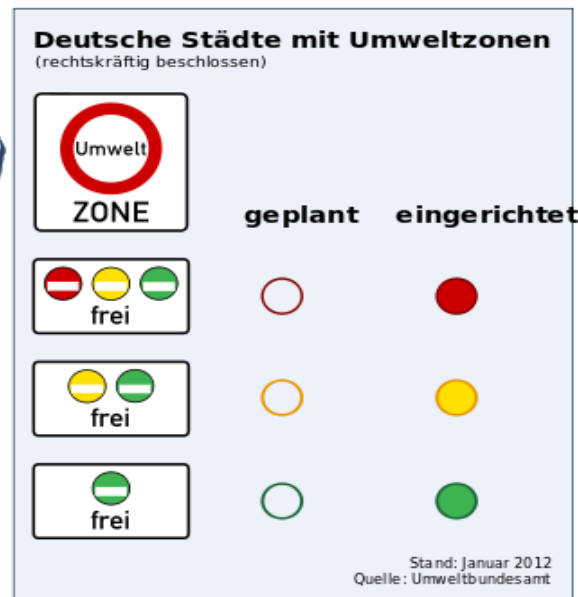 Deutsche Städte mit Umweltzonen
(rechtskräftig beschlossen)
Umwelt
ZONE
geplant eingerichtet
frei
frei
frei
Stand: Januar 2012
Quelle: Umweltbundesamt